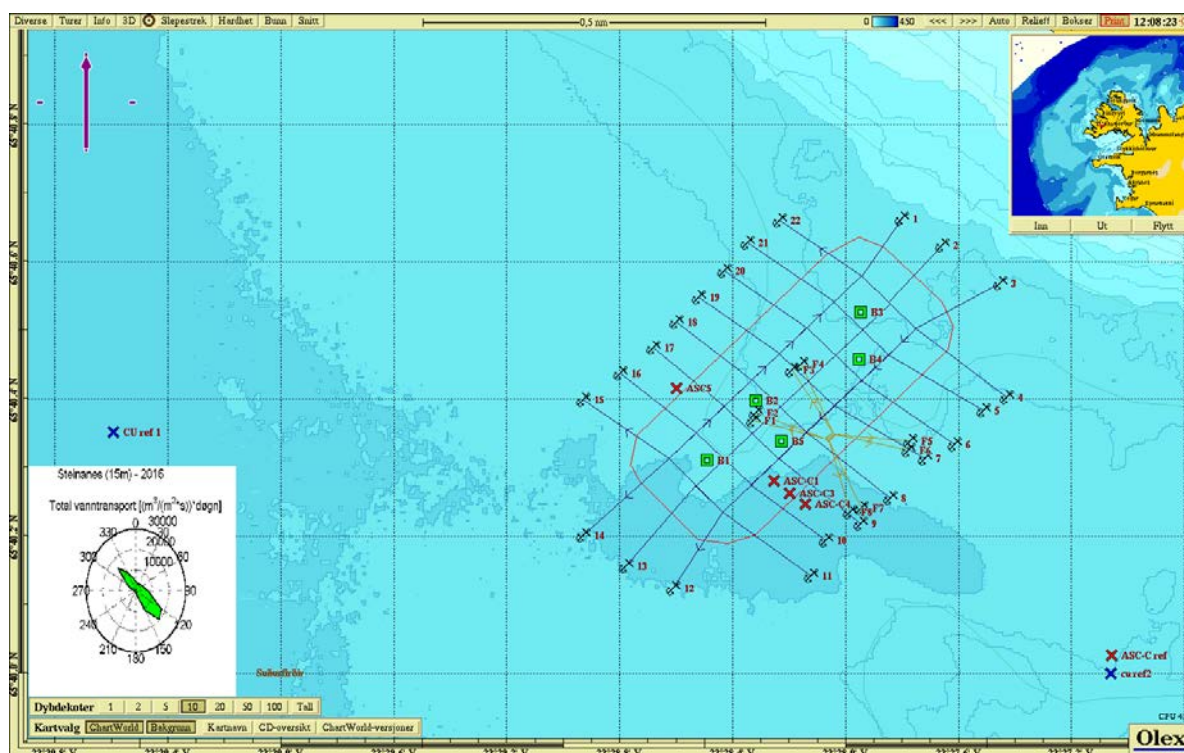 Diverse Turer Info 3D Slepestrek Hardhet Bunn Snitt 0,5 nm 0 450 <<< >>> Auto Relieff Bokser Print 12:08:23
Inn Ut Flytt
22 1
21 2
20 3
19
18 B3
17 B4
16 F4
F3
ASC5
15 B2 4
F2 5
F1
CU ref 1 B5 F5 6
F6
B1 7
ASC-C1
ASC-C3 8
ASC-C4 F7
F8
9
14 10
13 11
12
Steinanes (15m) - 2016
Total vanntransport [(m³/(m²*s))*døgn]
0 30000
330 30 20000
300 10000 60
270 90
240 120
210 150
180
ASC-C ref
cu ref2
Suðurfirðir
Dybdekoter 1 2 5 10 20 50 100 Tall
Kartvalg ChartWorld Bakgrunn Kartnavn CD-oversikt ChartWorld-versjoner
Olex